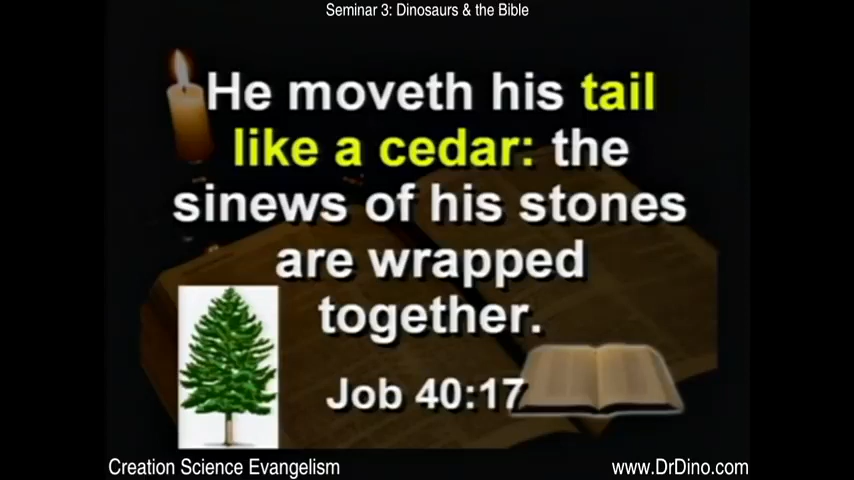 Seminar 3: Dinosaurs & the Bible
He moveth his tail
like a cedar: the
sinews of his stones
are wrapped
together.
Job 40:17
Creation Science Evangelism
www.DrDino.com